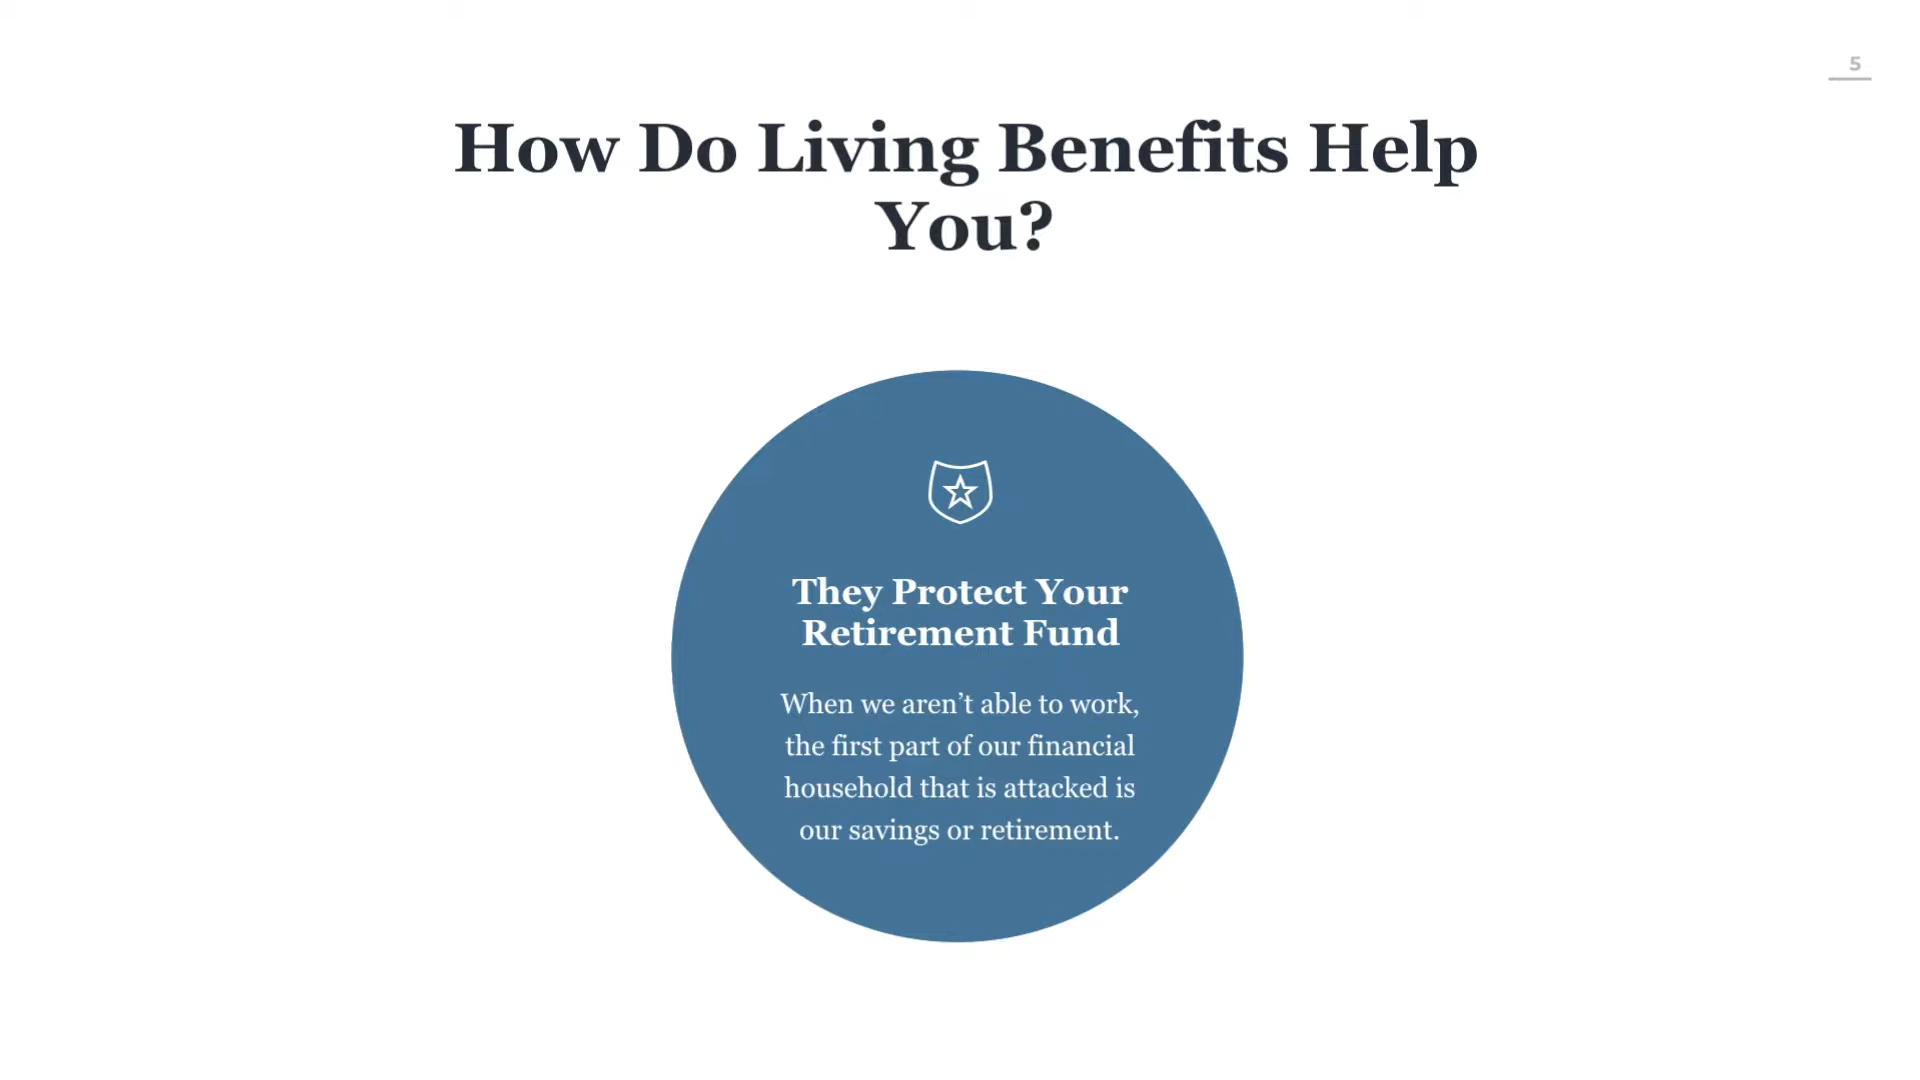 5
How Do Living Benefits Help
You?
They Protect Your
Retirement Fund
When we aren’t able to work,
the first part of our financial
household that is attacked is
our savings or retirement.